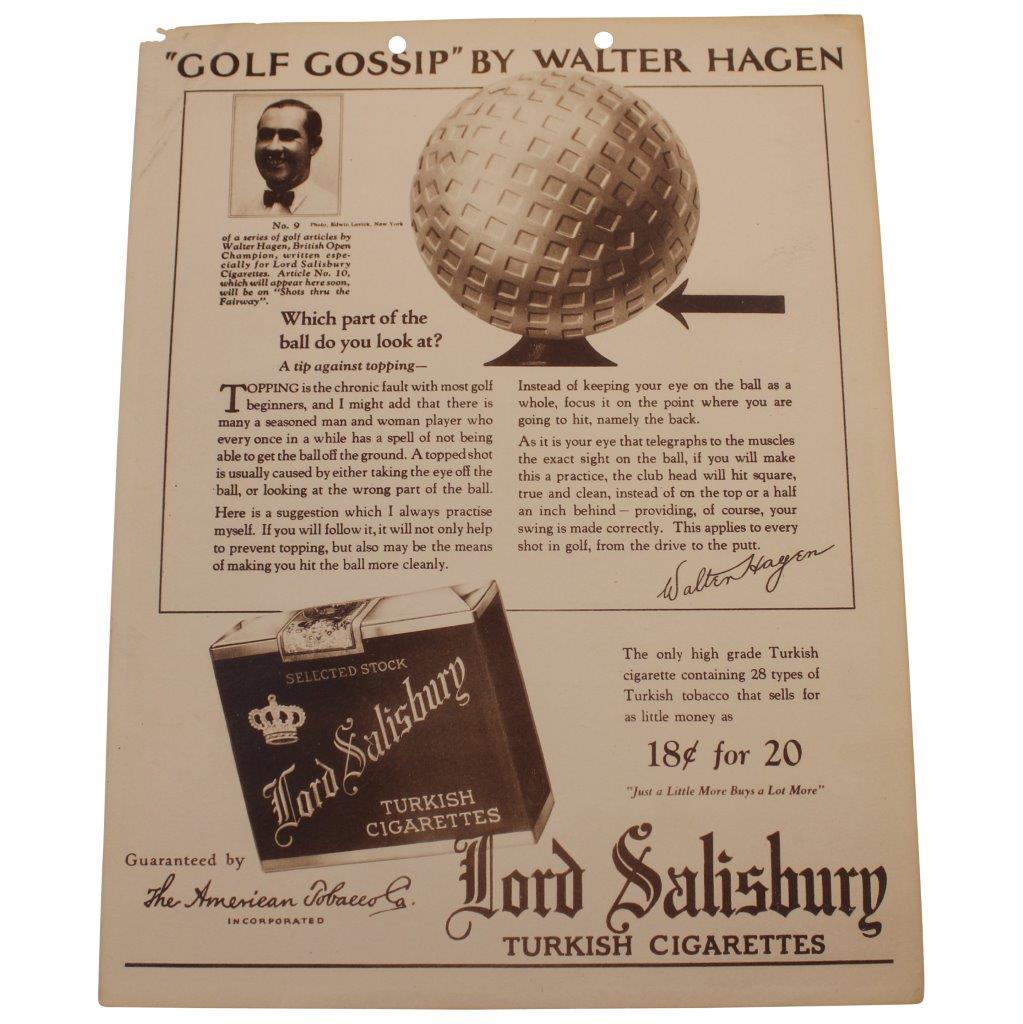 "GOLF GOSSIP" BY WALTER HAGEN
No. 9 Photo, Edwin Levick, New York
of a series of golf articles by
Walter Hagen, British Open
Champion, written espe-
cially for Lord Salisbury
Cigarettes. Article No. 10,
which will appear here soon,
will be on "Shots thru the
Fairway".
Which part of the
ball do you look at?
A tip against topping—
TOPPING is the chronic fault with most golf
beginners, and I might add that there is
many a seasoned man and woman player who
every once in a while has a spell of not being
able to get the ball off the ground. A topped shot
is usually caused by either taking the eye off the
ball, or looking at the wrong part of the ball.
Here is a suggestion which I always practise
myself. If you will follow it, it will not only help
to prevent topping, but also may be the means
of making you hit the ball more cleanly.
Instead of keeping your eye on the ball as a
whole, focus it on the point where you are
going to hit, namely the back.
As it is your eye that telegraphs to the muscles
the exact sight on the ball, if you will make
this a practice, the club head will hit square,
true and clean, instead of on the top or a half
an inch behind — providing, of course, your
swing is made correctly. This applies to every
shot in golf, from the drive to the putt.
Walter Hagen
SELECTED STOCK
Lord Salisbury
TURKISH
CIGARETTES
The only high grade Turkish
cigarette containing 28 types of
Turkish tobacco that sells for
as little money as
18¢ for 20
"Just a Little More Buys a Lot More"
Guaranteed by
The American Tobacco Co.
INCORPORATED
Lord Salisbury
TURKISH CIGARETTES